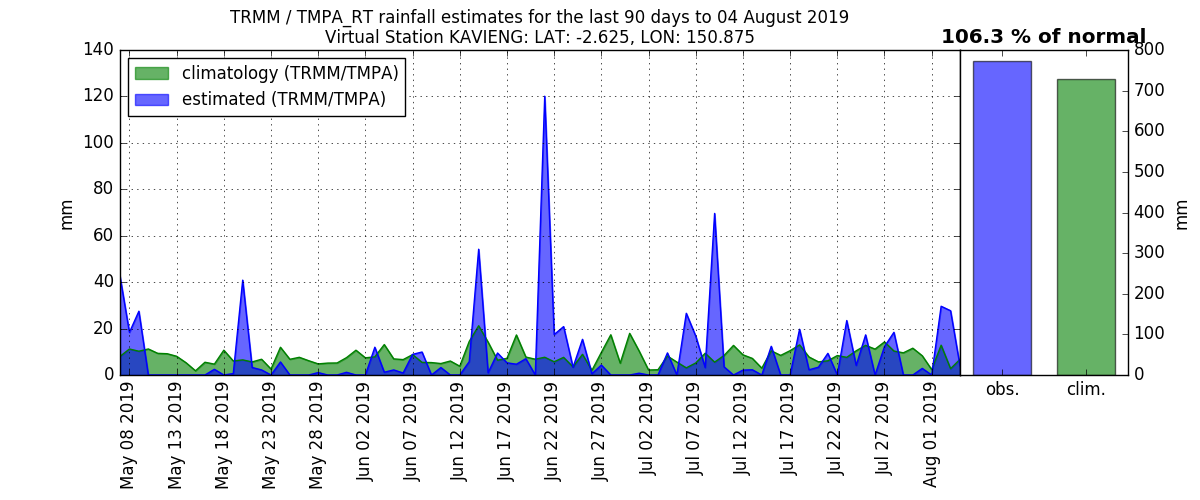 TRMM / TMPA_RT rainfall estimates for the last 90 days to 04 August 2019
Virtual Station KAVIENG: LAT: -2.625, LON: 150.875
106.3 % of normal
climatology (TRMM/TMPA)
estimated (TRMM/TMPA)
140
120
100
80
60
40
20
0
mm
May 08 2019
May 13 2019
May 18 2019
May 23 2019
May 28 2019
Jun 02 2019
Jun 07 2019
Jun 12 2019
Jun 17 2019
Jun 22 2019
Jun 27 2019
Jul 02 2019
Jul 07 2019
Jul 12 2019
Jul 17 2019
Jul 22 2019
Jul 27 2019
Aug 01 2019
obs.
clim.
800
700
600
500
400
300
200
100
0
mm